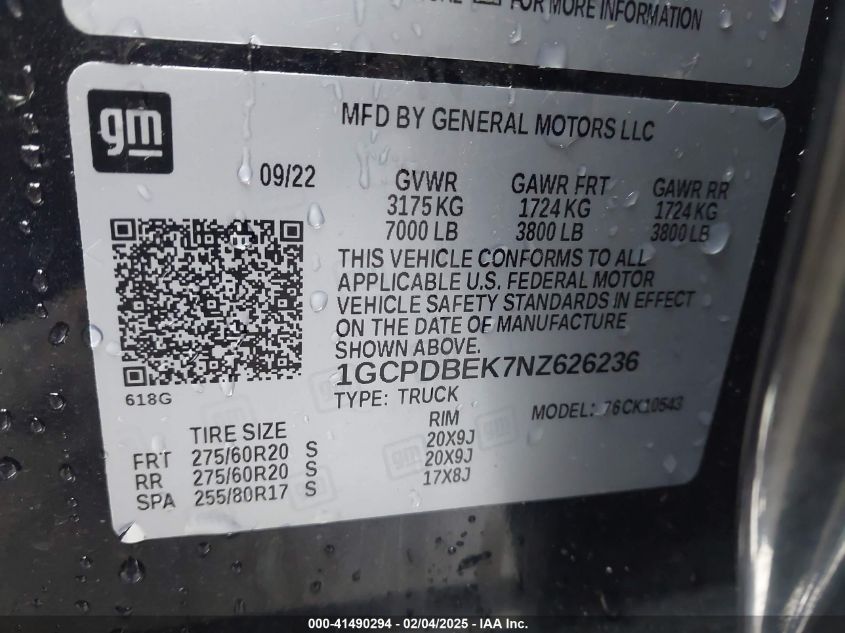 FOR MORE INFORMATION
gm
MFD BY GENERAL MOTORS LLC
09/22
GVWR GAWR FRT GAWR RR
3175 KG 1724 KG 1724 KG
7000 LB 3800 LB 3800 LB
THIS VEHICLE CONFORMS TO ALL
APPLICABLE U.S. FEDERAL MOTOR
VEHICLE SAFETY STANDARDS IN EFFECT
ON THE DATE OF MANUFACTURE
SHOWN ABOVE.
1GCPDBEK7NZ626236
TYPE: TRUCK
MODEL: 76CK10543
618G
TIRE SIZE RIM
FRT 275/60R20 S 20X9J
RR 275/60R20 S 20X9J
SPA 255/80R17 S 17X8J
gm gm gm gm
000-41490294 - 02/04/2025 - IAA Inc.